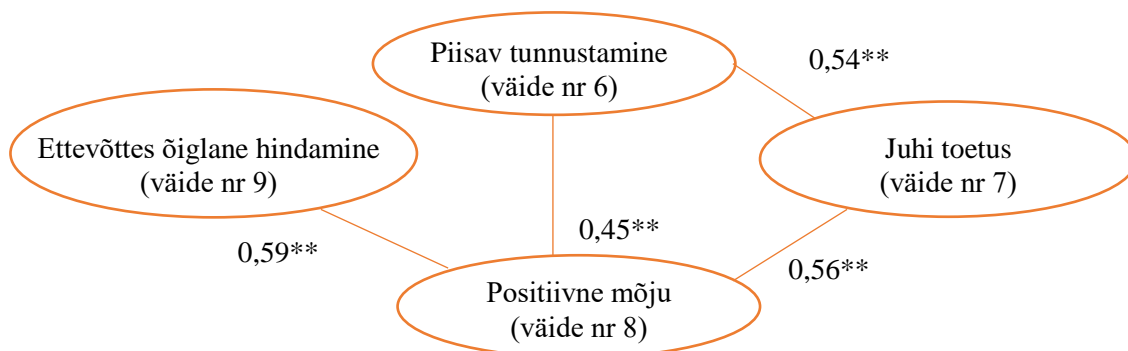 Piisav tunnustamine
(väide nr 6)
0,54**
Ettevõttes õiglane hindamine
(väide nr 9)
Juhi toetus
(väide nr 7)
0,59**
0,45**
0,56**
Positiivne mõju
(väide nr 8)